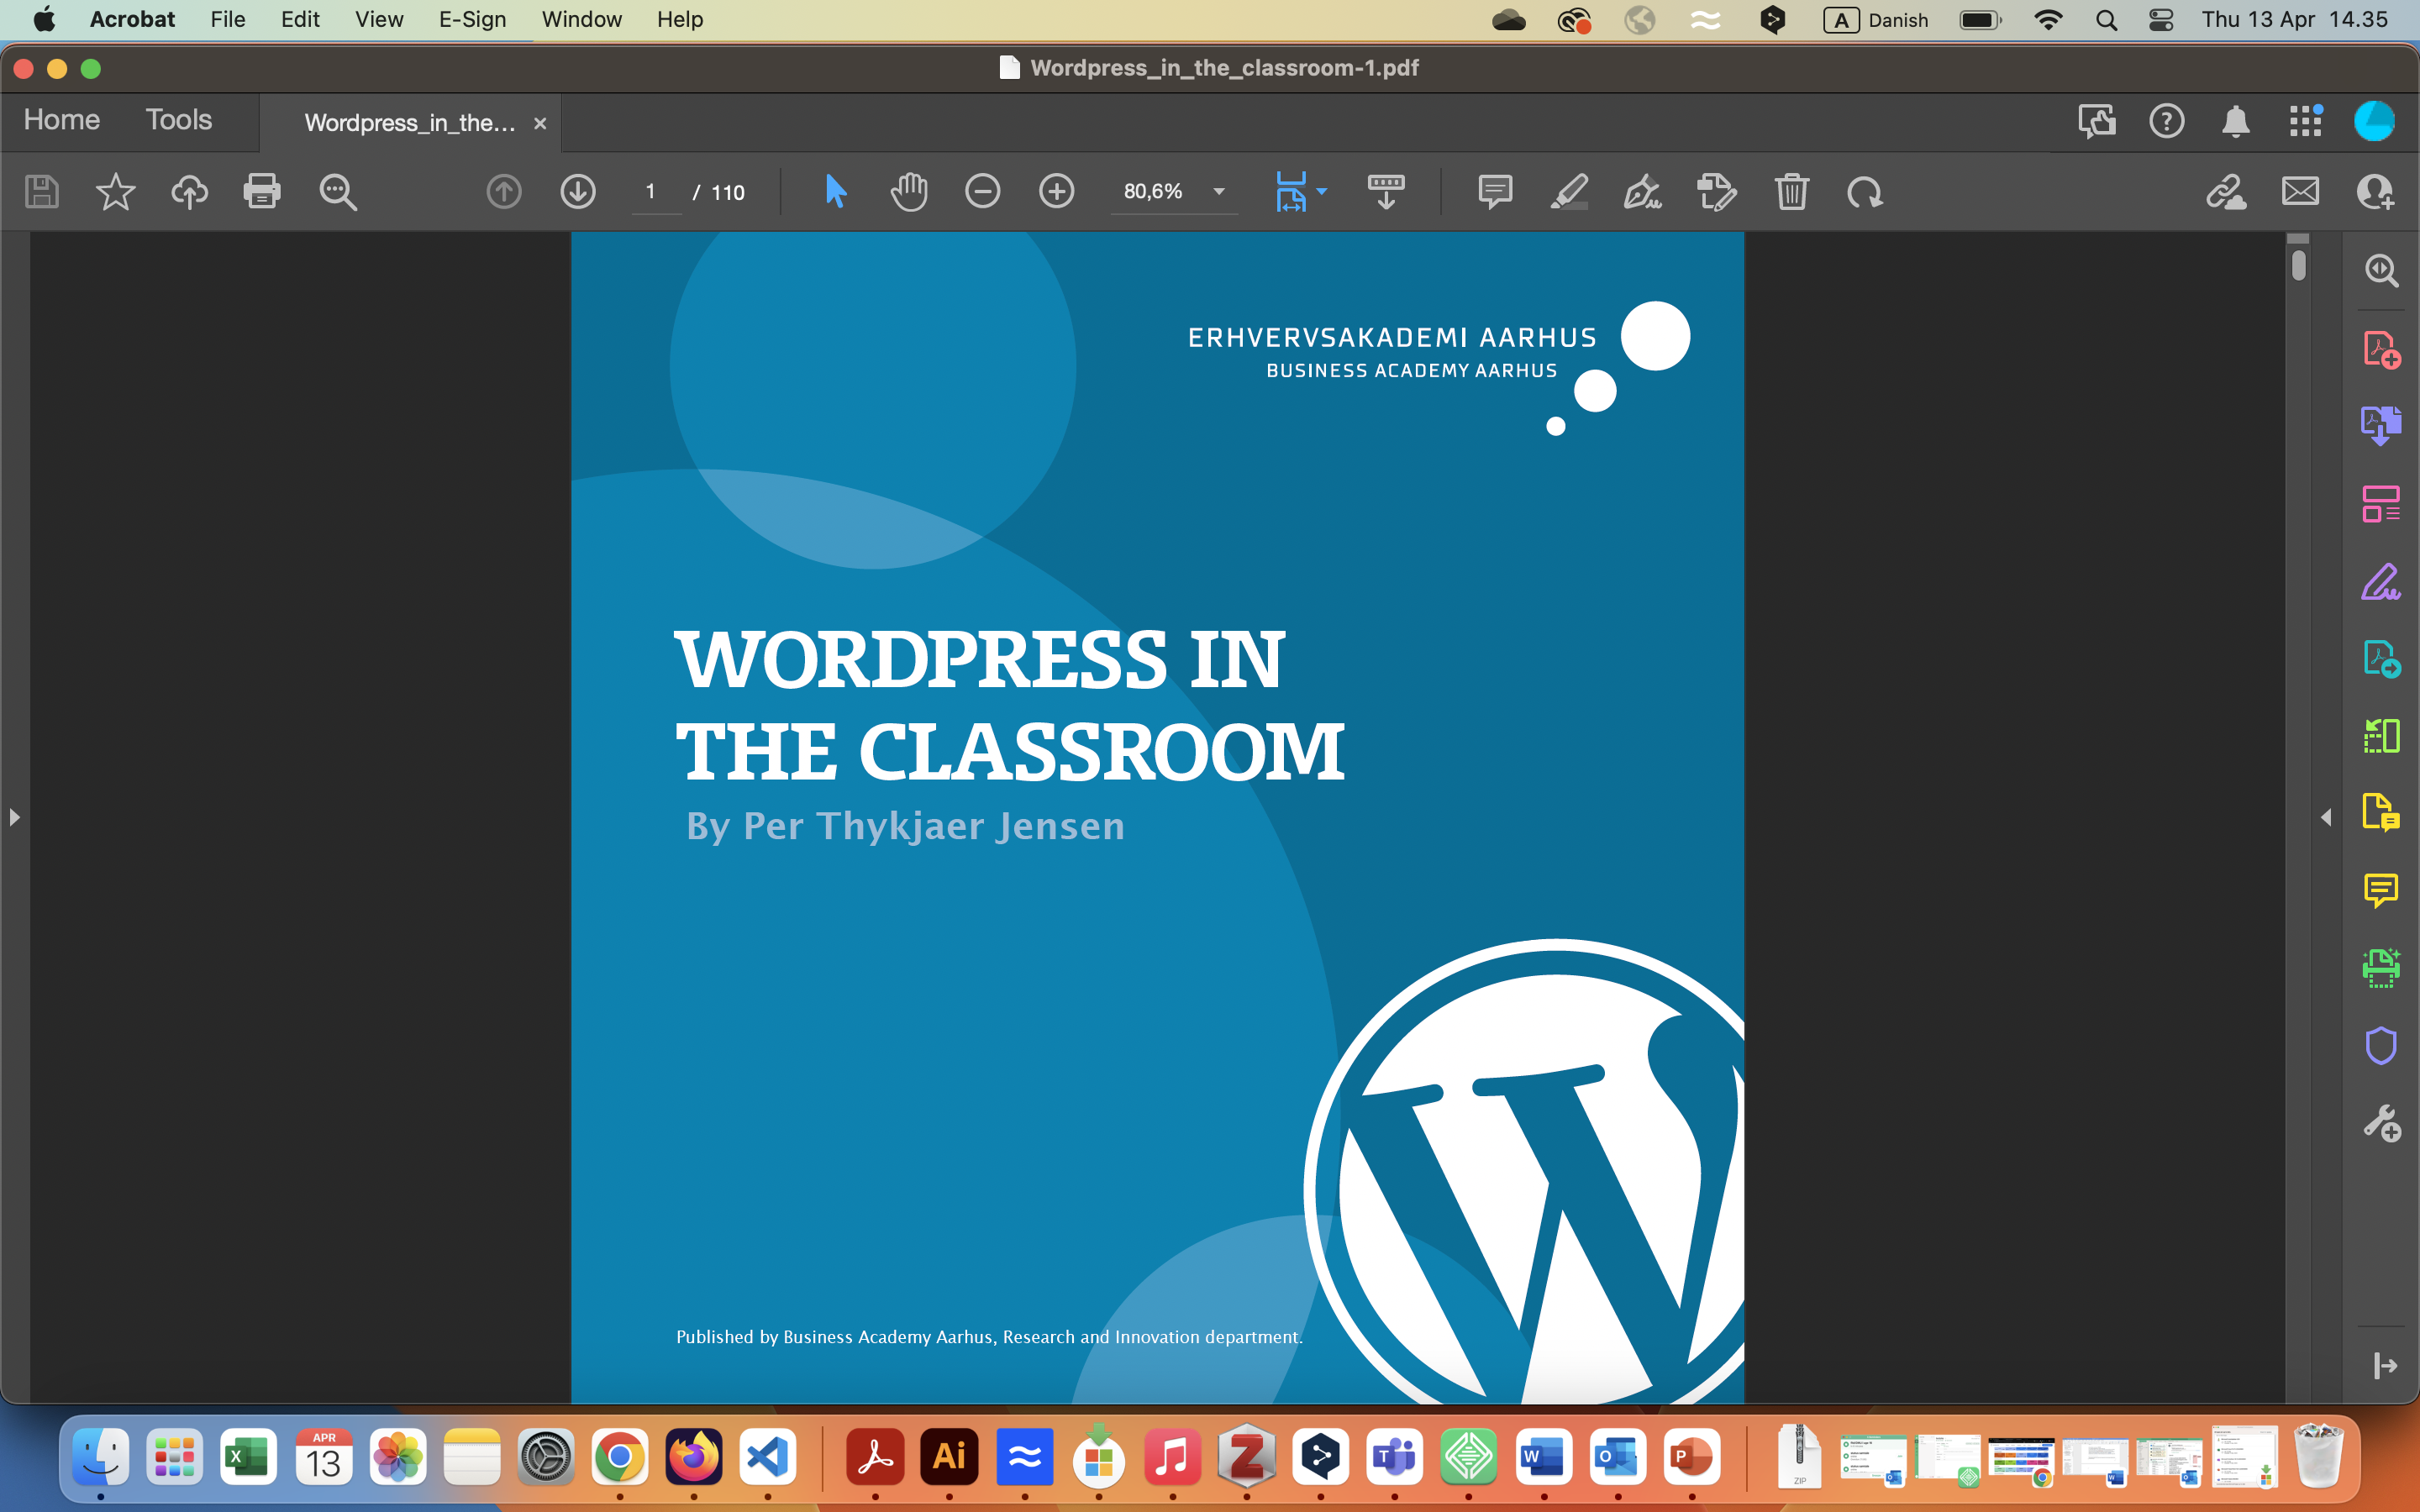 Acrobat File Edit View E-Sign Window Help A Danish Thu 13 Apr 14.35
Wordpress_in_the_classroom-1.pdf
Home Tools Wordpress_in_the... ×
1 / 110 80,6%
ERHVERVSAKADEMI AARHUS
BUSINESS ACADEMY AARHUS
WORDPRESS IN
THE CLASSROOM
By Per Thykjaer Jensen
Published by Business Academy Aarhus, Research and Innovation department.
APR
13
X
Ai
Z
T
W
O
P
ZIP